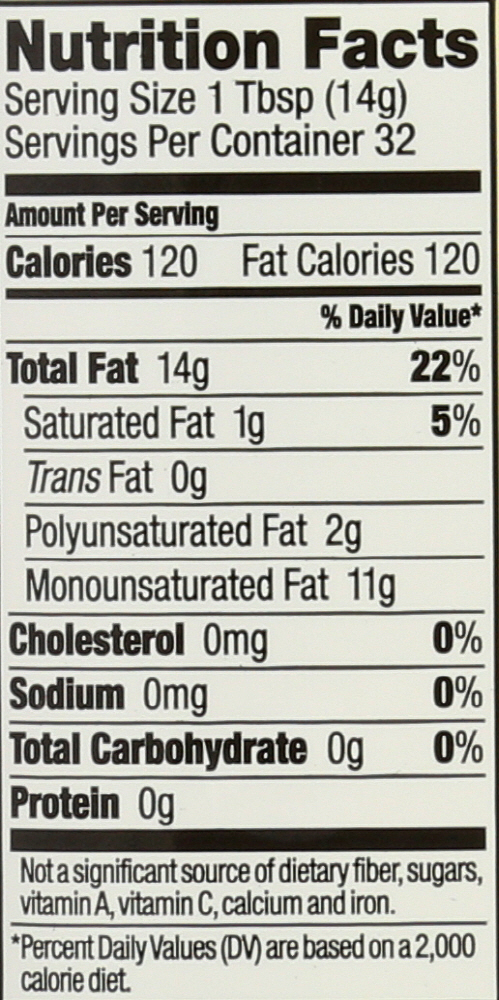 Nutrition Facts
Serving Size 1 Tbsp (14g)
Servings Per Container 32
Amount Per Serving
Calories 120 Fat Calories 120
% Daily Value*
Total Fat 14g 22%
Saturated Fat 1g 5%
Trans Fat 0g
Polyunsaturated Fat 2g
Monounsaturated Fat 11g
Cholesterol 0mg 0%
Sodium 0mg 0%
Total Carbohydrate 0g 0%
Protein 0g
Not a significant source of dietary fiber, sugars,
vitamin A, vitamin C, calcium and iron.
*Percent Daily Values (DV) are based on a 2,000
calorie diet.